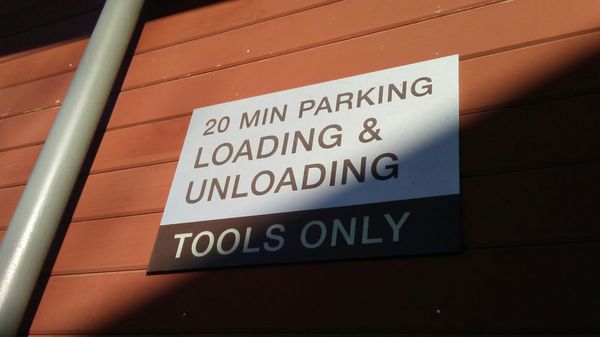 20 MIN PARKING
LOADING &
UNLOADING
TOOLS ONLY